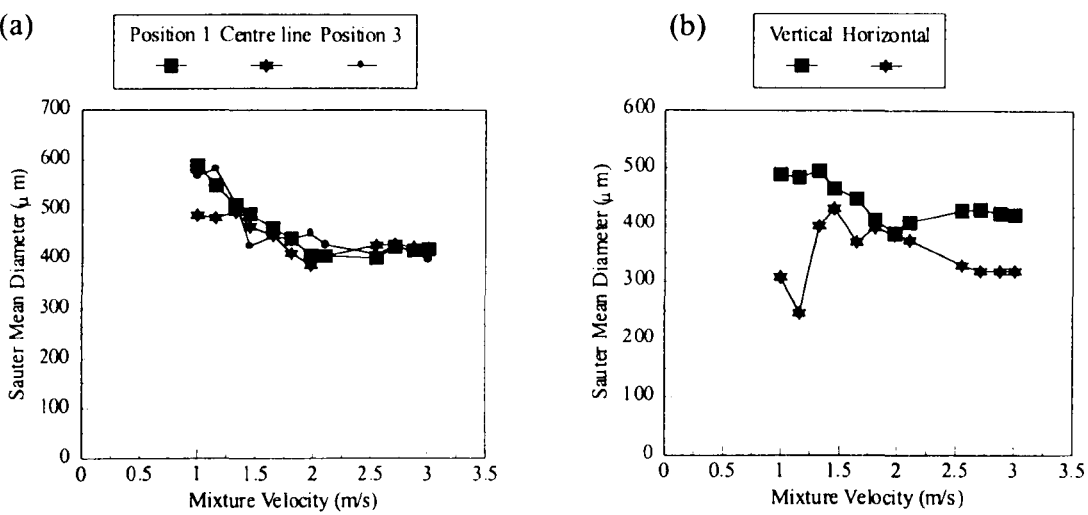 (a)
Position 1 Centre line Position 3
700
600
500
400
300
200
100
0
Sauter Mean Diameter (μ m)
0 0.5 1 1.5 2 2.5 3 3.5
Mixture Velocity (m/s)
(b)
Vertical Horizontal
600
500
400
300
200
100
0
Sauter Mean Diameter (μ m)
0 0.5 1 1.5 2 2.5 3 3.5
Mixture Velocity (m/s)